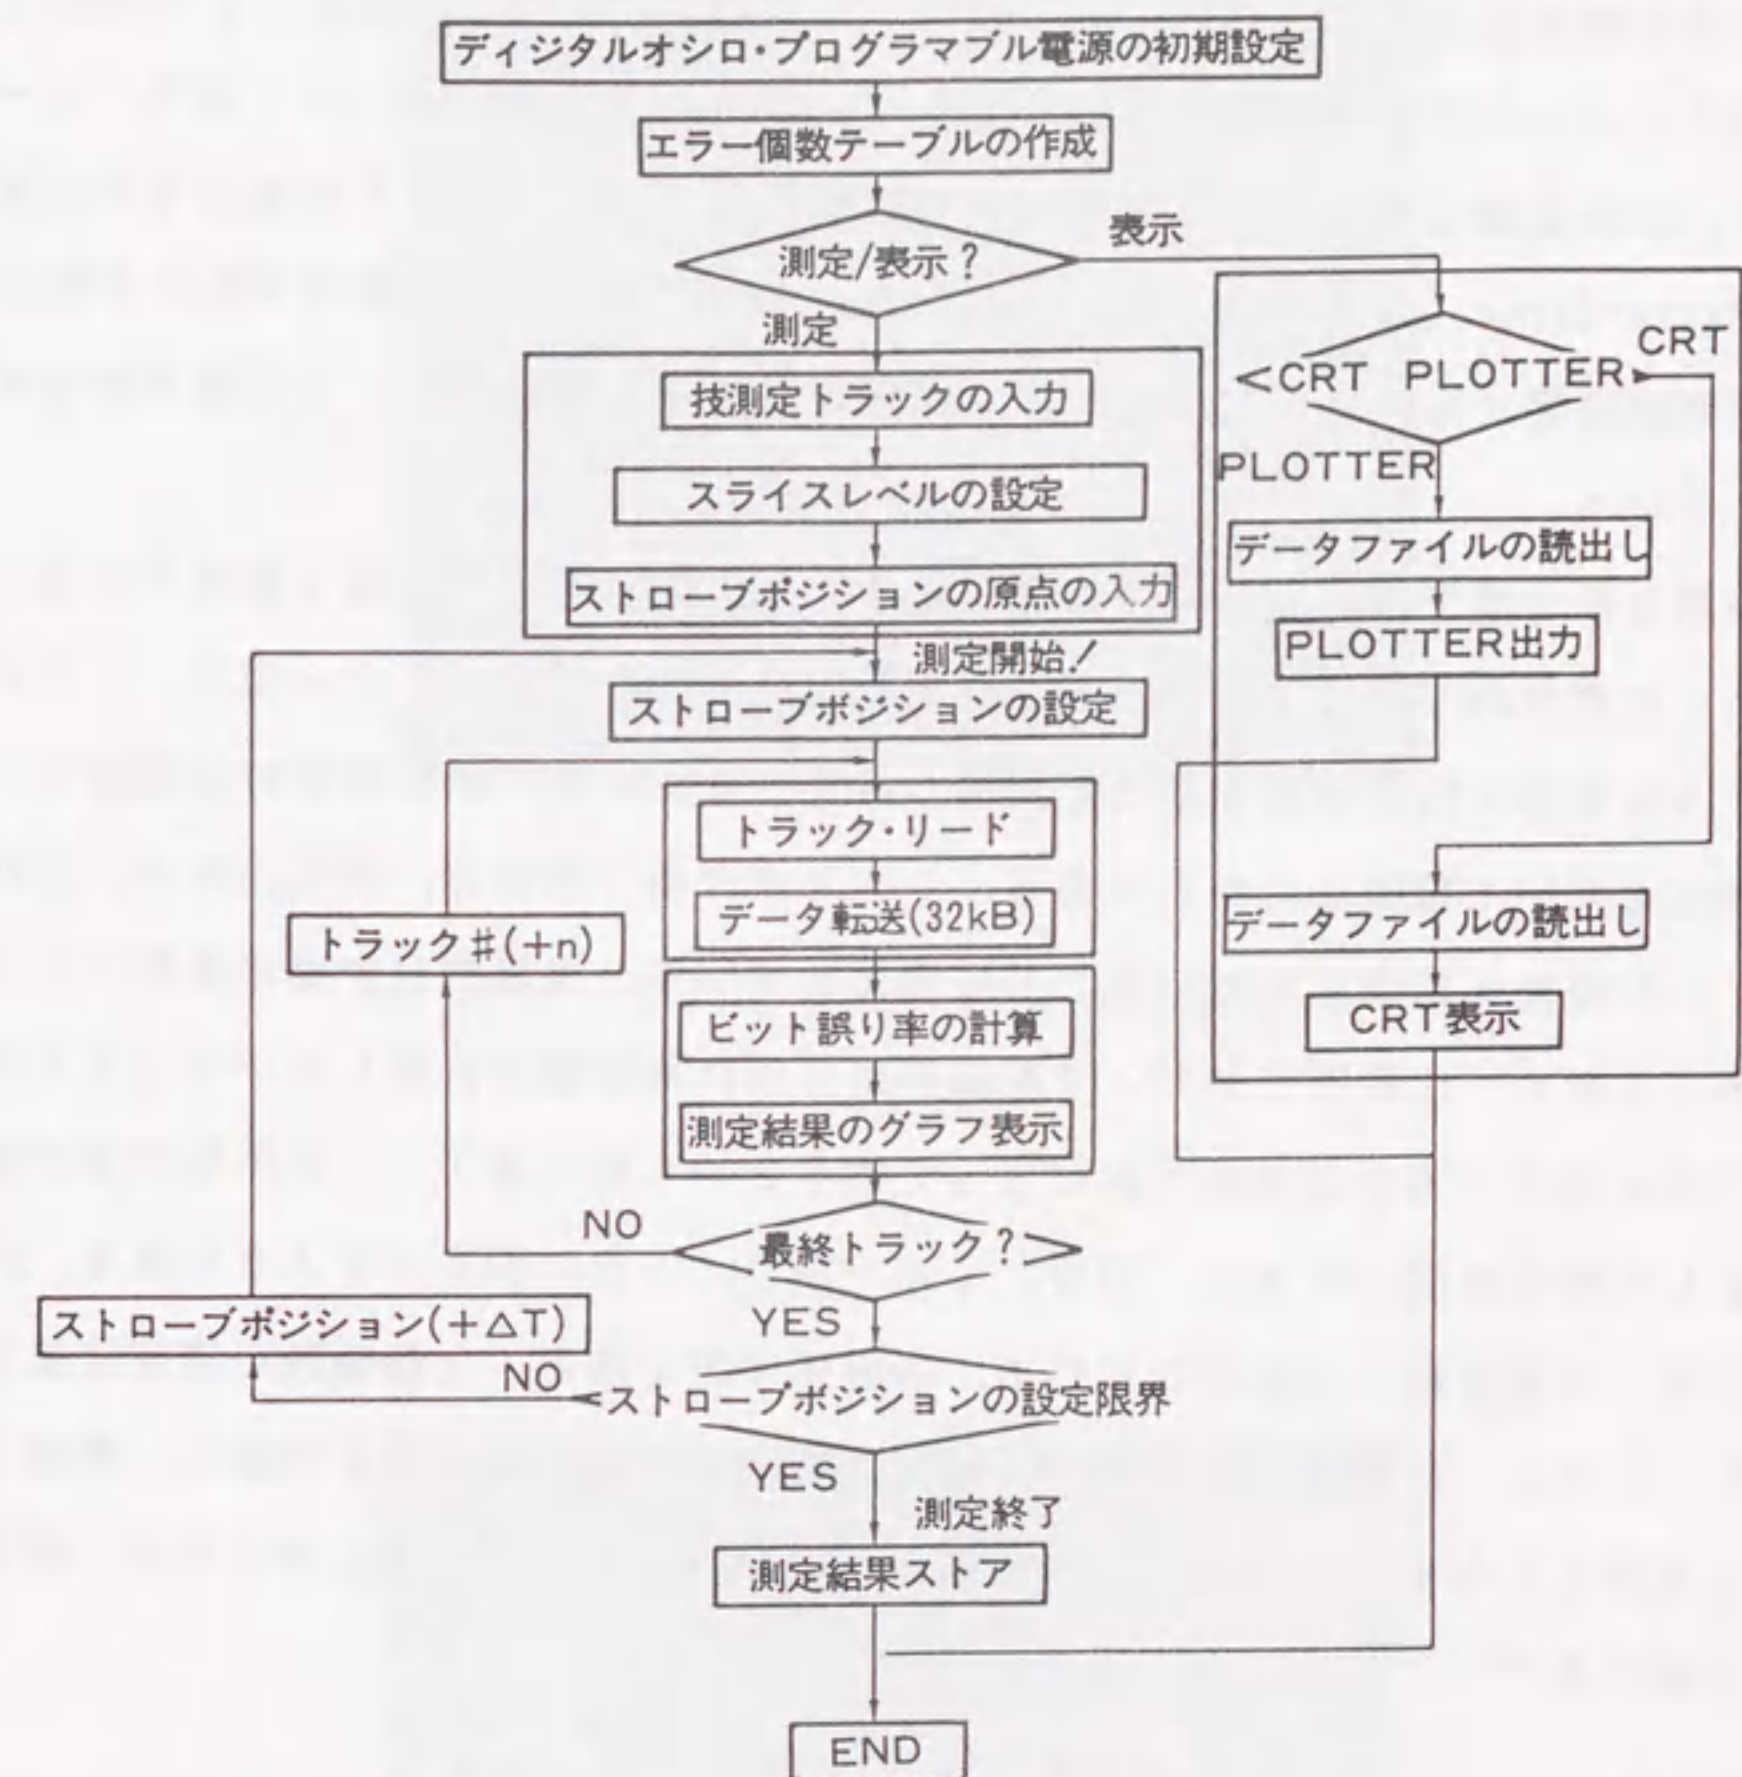 ディジタルオシロ・プログラマブル電源の初期設定
エラー個数テーブルの作成
測定/表示?
表示
測定
技測定トラックの入力
スライスレベルの設定
ストローブポジションの原点の入力
測定開始!
ストローブポジションの設定
トラック・リード
データ転送(32kB)
トラック#(+n)
ビット誤り率の計算
測定結果のグラフ表示
NO
最終トラック?
YES
ストローブポジション(+△T)
NO
ストローブポジションの設定限界
YES
測定終了
測定結果ストア
END
CRT PLOTTER
CRT
PLOTTER
データファイルの読出し
PLOTTER出力
データファイルの読出し
CRT表示